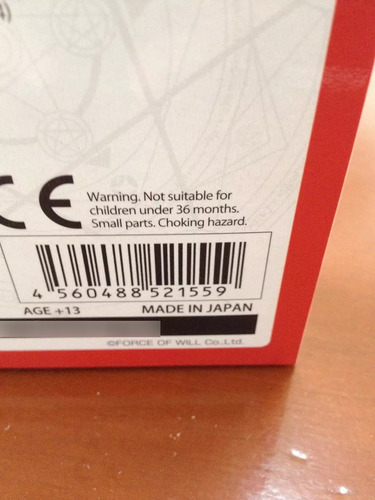 4)
CE
Warning. Not suitable for
children under 36 months.
Small parts. Choking hazard.
4 560488 521559
AGE +13 MADE IN JAPAN
©FORCE OF WILL Co.,Ltd.